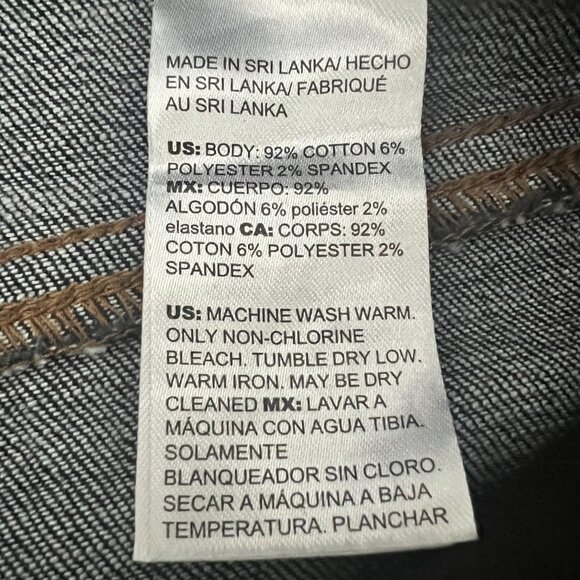 MADE IN SRI LANKA/ HECHO
EN SRI LANKA/ FABRIQUÉ
AU SRI LANKA
US: BODY: 92% COTTON 6%
POLYESTER 2% SPANDEX
MX: CUERPO: 92%
ALGODÓN 6% poliéster 2%
elastano CA: CORPS: 92%
COTON 6% POLYESTER 2%
SPANDEX
US: MACHINE WASH WARM.
ONLY NON-CHLORINE
BLEACH. TUMBLE DRY LOW.
WARM IRON. MAY BE DRY
CLEANED MX: LAVAR A
MÁQUINA CON AGUA TIBIA.
SOLAMENTE
BLANQUEADOR SIN CLORO.
SECAR A MÁQUINA A BAJA
TEMPERATURA. PLANCHAR